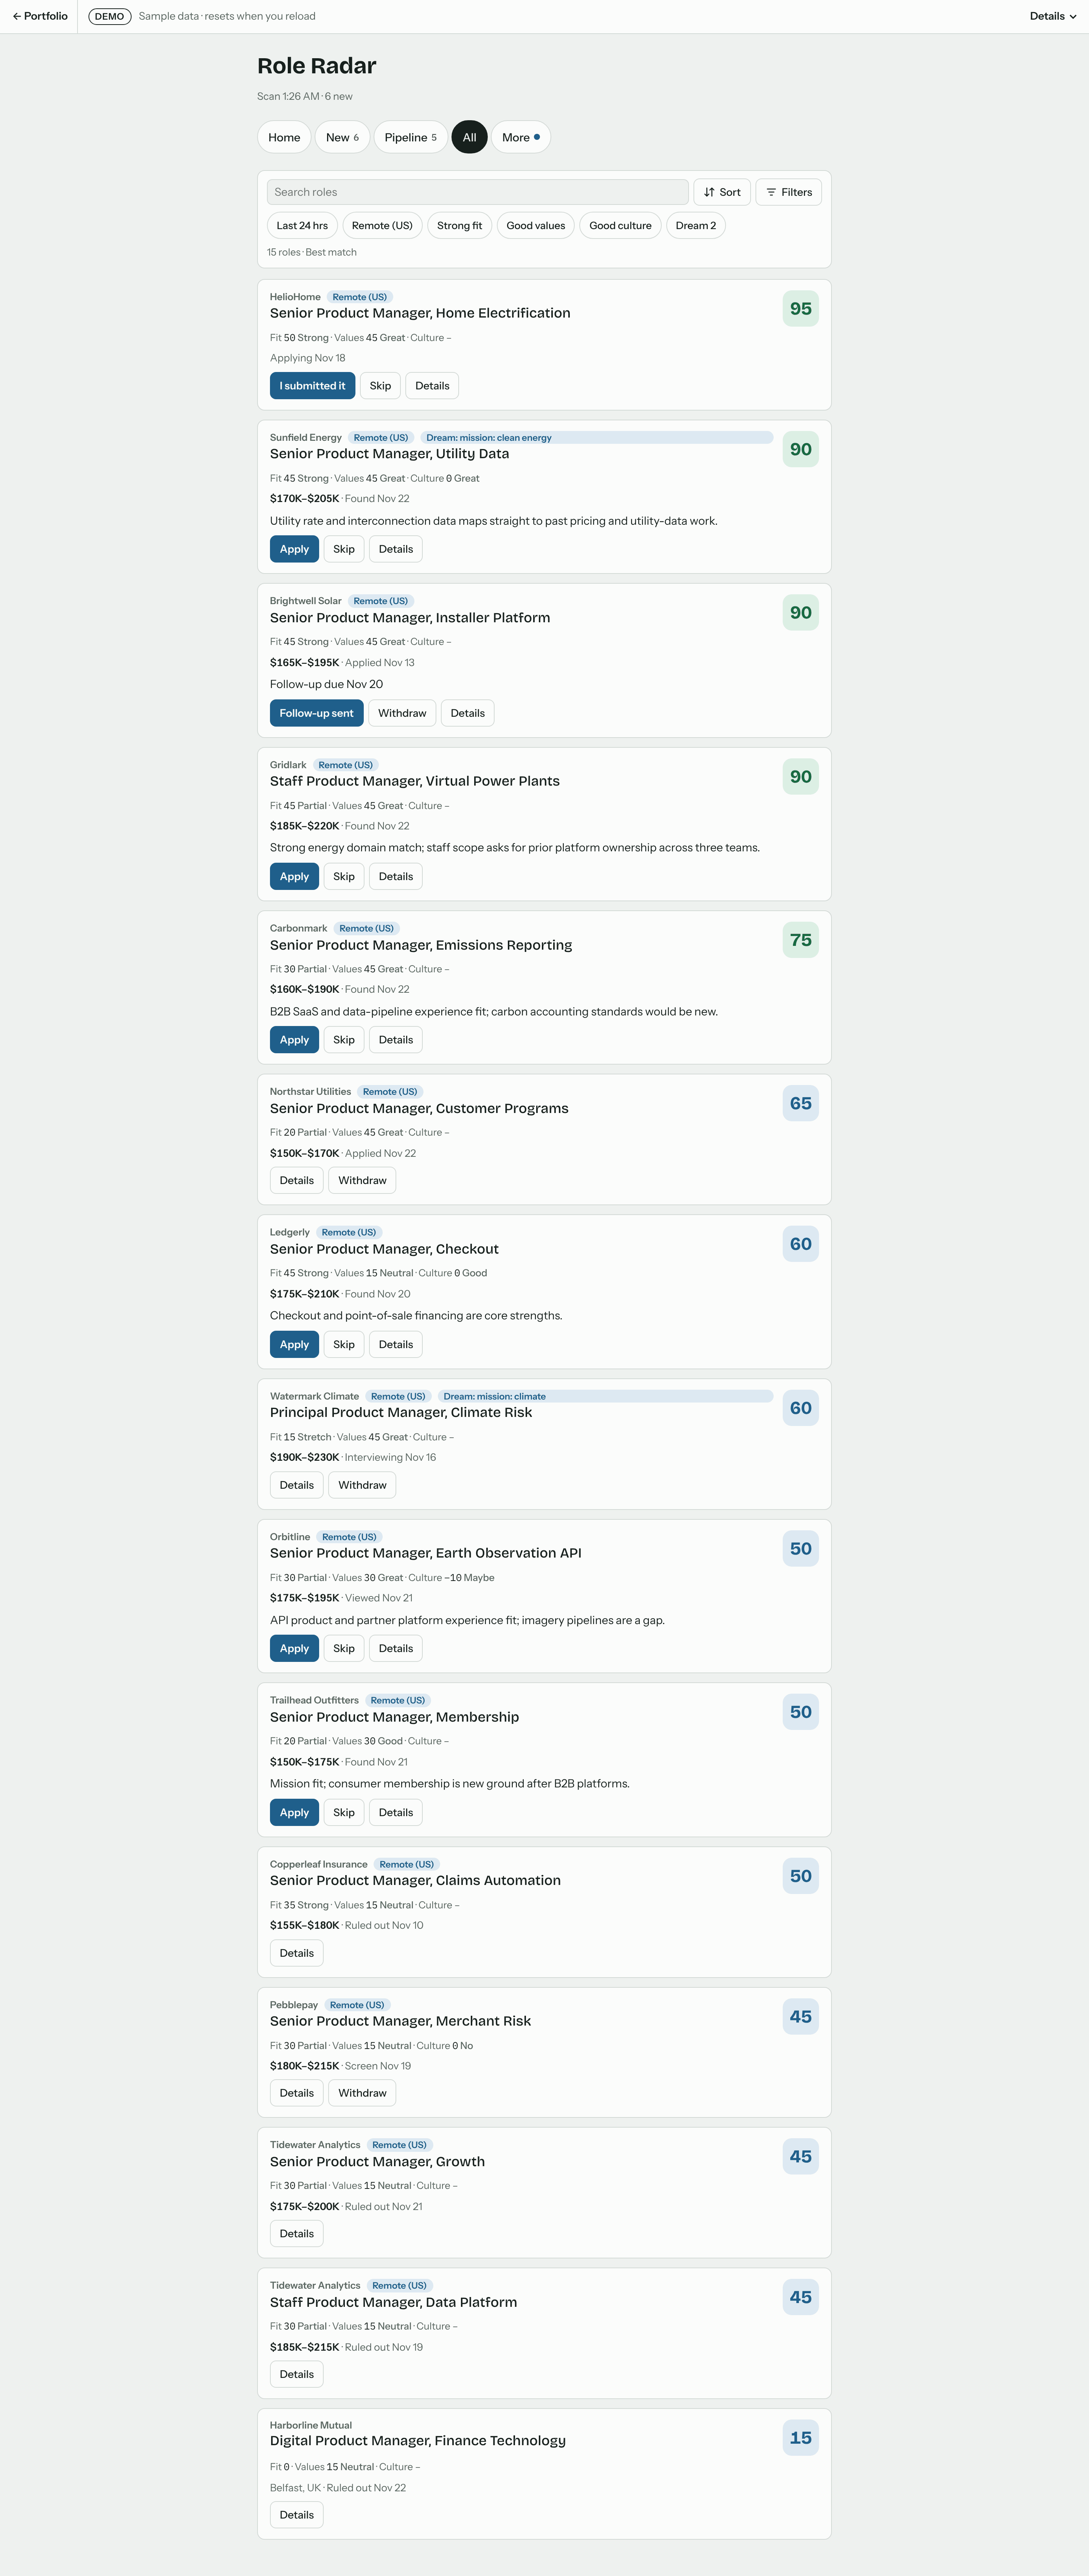 ← Portfolio DEMO Sample data · resets when you reload Details
Role Radar
Scan 1:26 AM · 6 new
Home New 6 Pipeline 5 All More
Search roles Sort Filters
Last 24 hrs Remote (US) Strong fit Good values Good culture Dream 2
15 roles · Best match
HelioHome Remote (US)
95
Senior Product Manager, Home Electrification
Fit 50 Strong · Values 45 Great · Culture –
Applying Nov 18
I submitted it Skip Details
Sunfield Energy Remote (US) Dream: mission: clean energy
90
Senior Product Manager, Utility Data
Fit 45 Strong · Values 45 Great · Culture 0 Great
$170K–$205K · Found Nov 22
Utility rate and interconnection data maps straight to past pricing and utility-data work.
Apply Skip Details
Brightwell Solar Remote (US)
90
Senior Product Manager, Installer Platform
Fit 45 Strong · Values 45 Great · Culture –
$165K–$195K · Applied Nov 13
Follow-up due Nov 20
Follow-up sent Withdraw Details
Gridlark Remote (US)
90
Staff Product Manager, Virtual Power Plants
Fit 45 Partial · Values 45 Great · Culture –
$185K–$220K · Found Nov 22
Strong energy domain match; staff scope asks for prior platform ownership across three teams.
Apply Skip Details
Carbonmark Remote (US)
75
Senior Product Manager, Emissions Reporting
Fit 30 Partial · Values 45 Great · Culture –
$160K–$190K · Found Nov 22
B2B SaaS and data-pipeline experience fit; carbon accounting standards would be new.
Apply Skip Details
Northstar Utilities Remote (US)
65
Senior Product Manager, Customer Programs
Fit 20 Partial · Values 45 Great · Culture –
$150K–$170K · Applied Nov 22
Details Withdraw
Ledgerly Remote (US)
60
Senior Product Manager, Checkout
Fit 45 Strong · Values 15 Neutral · Culture 0 Good
$175K–$210K · Found Nov 20
Checkout and point-of-sale financing are core strengths.
Apply Skip Details
Watermark Climate Remote (US) Dream: mission: climate
60
Principal Product Manager, Climate Risk
Fit 15 Stretch · Values 45 Great · Culture –
$190K–$230K · Interviewing Nov 16
Details Withdraw
Orbitline Remote (US)
50
Senior Product Manager, Earth Observation API
Fit 30 Partial · Values 30 Great · Culture −10 Maybe
$175K–$195K · Viewed Nov 21
API product and partner platform experience fit; imagery pipelines are a gap.
Apply Skip Details
Trailhead Outfitters Remote (US)
50
Senior Product Manager, Membership
Fit 20 Partial · Values 30 Good · Culture –
$150K–$175K · Found Nov 21
Mission fit; consumer membership is new ground after B2B platforms.
Apply Skip Details
Copperleaf Insurance Remote (US)
50
Senior Product Manager, Claims Automation
Fit 35 Strong · Values 15 Neutral · Culture –
$155K–$180K · Ruled out Nov 10
Details
Pebblepay Remote (US)
45
Senior Product Manager, Merchant Risk
Fit 30 Partial · Values 15 Neutral · Culture 0 No
$180K–$215K · Screen Nov 19
Details Withdraw
Tidewater Analytics Remote (US)
45
Senior Product Manager, Growth
Fit 30 Partial · Values 15 Neutral · Culture –
$175K–$200K · Ruled out Nov 21
Details
Tidewater Analytics Remote (US)
45
Staff Product Manager, Data Platform
Fit 30 Partial · Values 15 Neutral · Culture –
$185K–$215K · Ruled out Nov 19
Details
Harborline Mutual
15
Digital Product Manager, Finance Technology
Fit 0 · Values 15 Neutral · Culture –
Belfast, UK · Ruled out Nov 22
Details